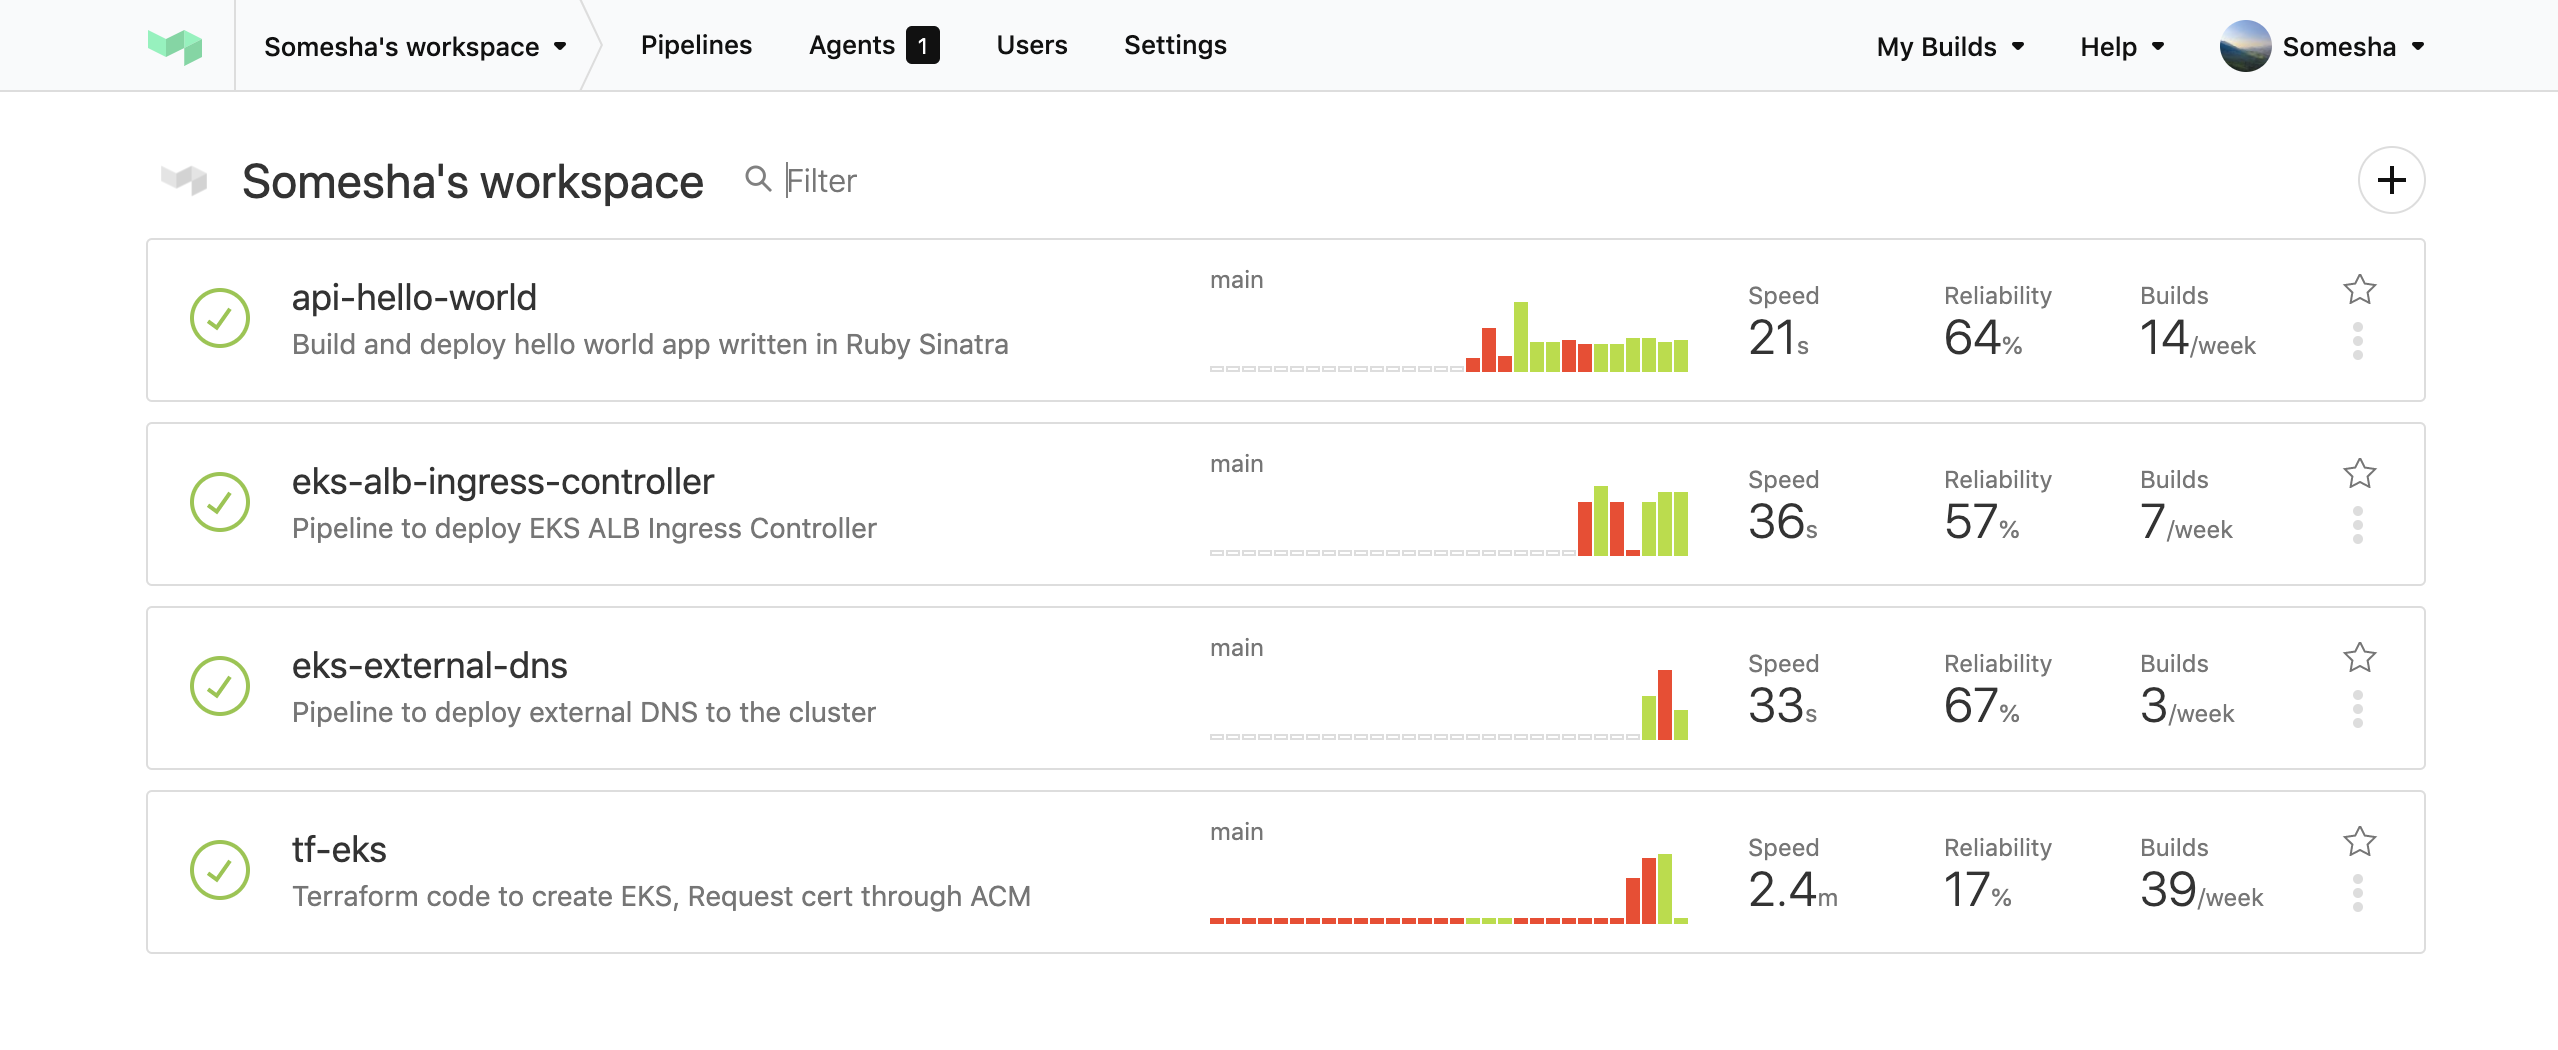 Somesha's workspace Pipelines Agents 1 Users Settings My Builds Help Somesha
Somesha's workspace Filter
api-hello-world
Build and deploy hello world app written in Ruby Sinatra
main
Speed
21s
Reliability
64%
Builds
14/week
eks-alb-ingress-controller
Pipeline to deploy EKS ALB Ingress Controller
main
Speed
36s
Reliability
57%
Builds
7/week
eks-external-dns
Pipeline to deploy external DNS to the cluster
main
Speed
33s
Reliability
67%
Builds
3/week
tf-eks
Terraform code to create EKS, Request cert through ACM
main
Speed
2.4m
Reliability
17%
Builds
39/week